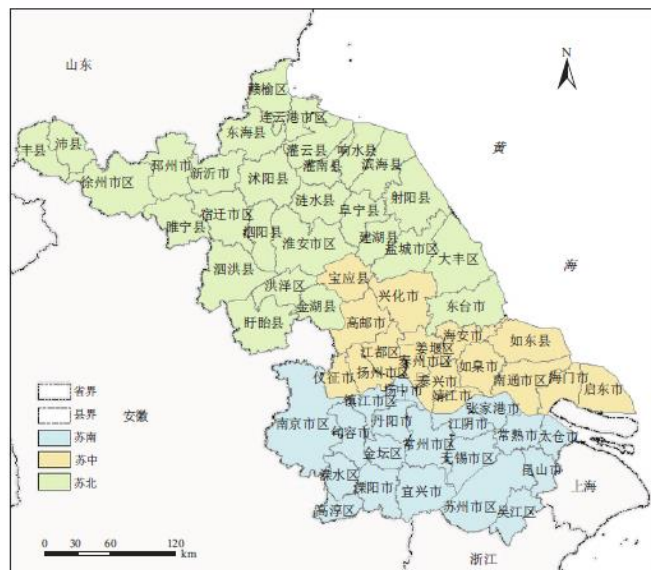 山东
N
赣榆区
连云港市区
东海县
黄
丰县
沛县
灌云县
响水县
邳州市
新沂市
灌南县
滨海县
徐州市区
沭阳县
涟水县
射阳县
睢宁县
宿迁市区
阜宁县
泗阳县
建湖县
淮安市区
盐城市区
大丰区
海
泗洪县
宝应县
洪泽区
兴化市
金湖县
东台市
盱眙县
高邮市
海安市
如东县
江都区
姜堰区
泰州市区
如皋市
仪征市
扬州市区
泰兴市
南通市区
海门市
启东市
扬中市
靖江市
省界
镇江市区
张家港市
县界
安徽
南京市区
句容市
丹阳市
江阴市
常熟市
太仓市
苏南
常州市区
金坛区
无锡市区
昆山市
苏中
溧水区
上海
苏北
溧阳市
宜兴市
苏州市区
吴江区
高淳区
0 30 60 120
km
浙江